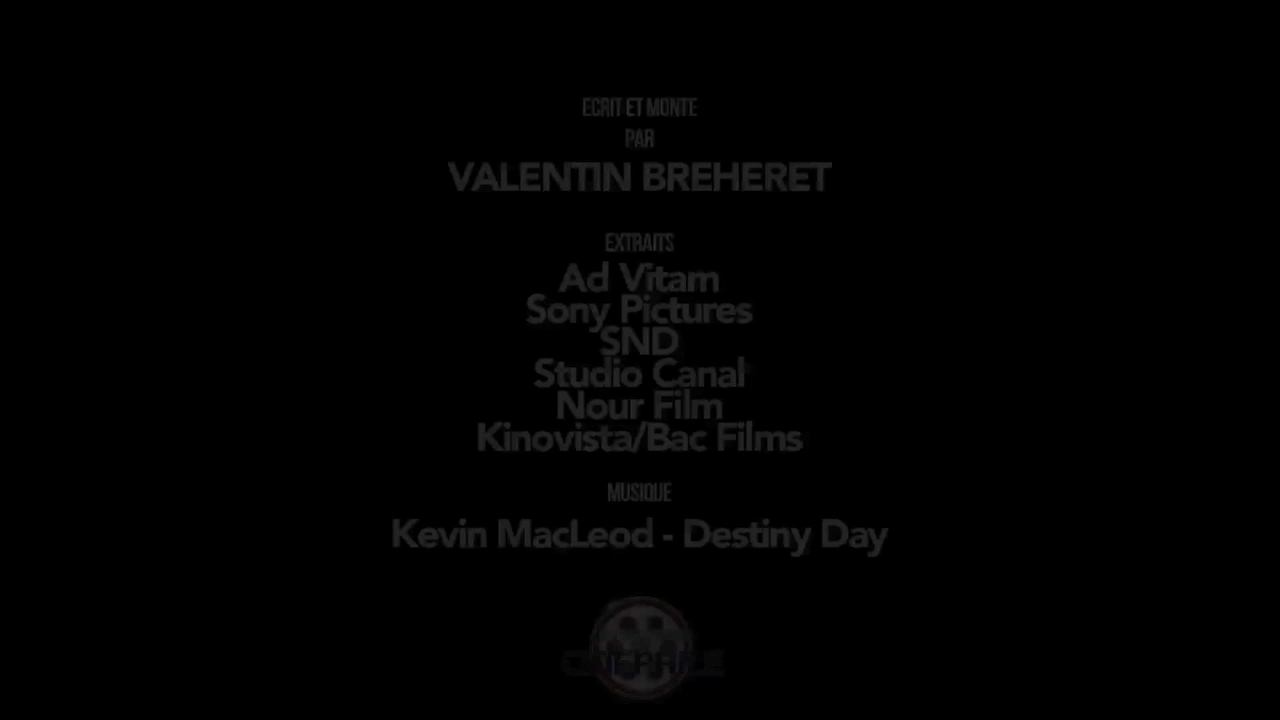 ECRIT ET MONTE
PAR
VALENTIN BREHERET
EXTRAITS
Ad Vitam
Sony Pictures
SND
Studio Canal
Nour Film
Kinovista/Bac Films
MUSIQUE
Kevin MacLeod - Destiny Day